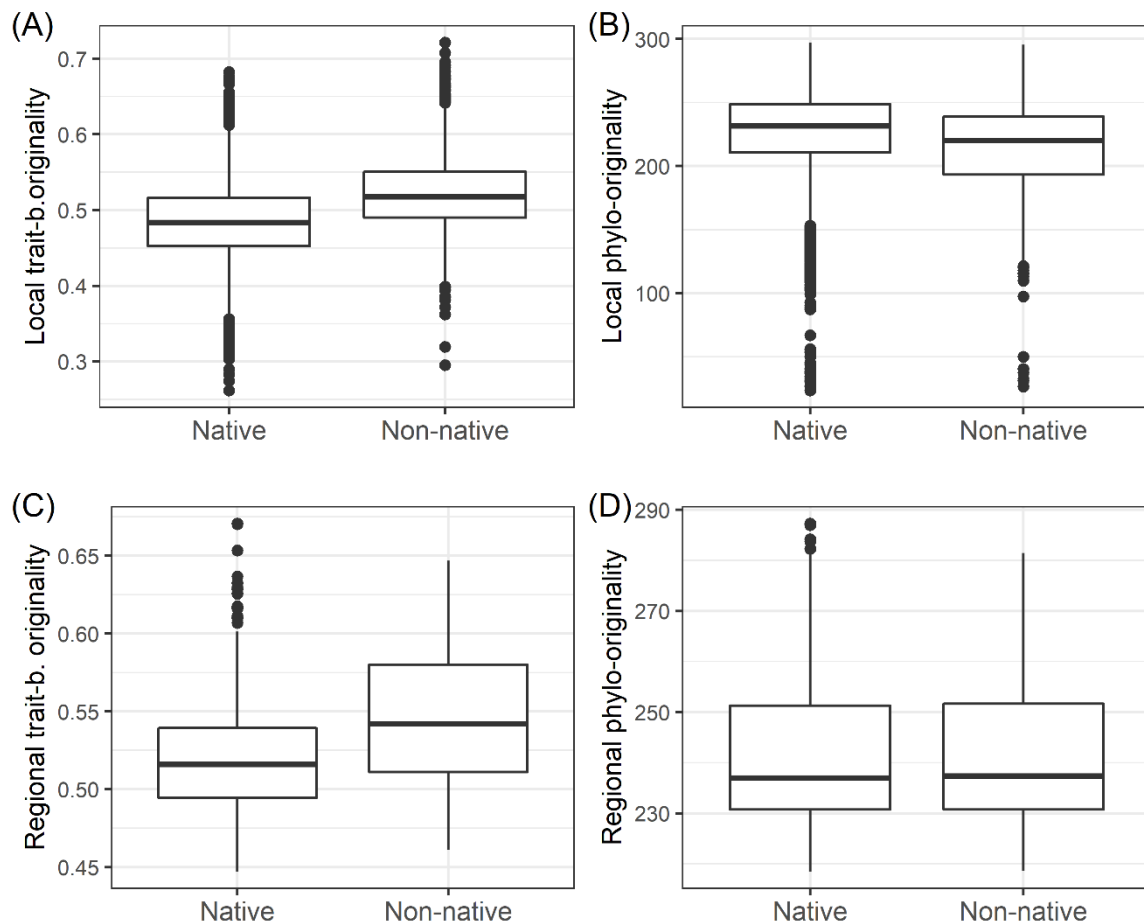 (A)
Local trait-b.originality
0.7
0.6
0.5
0.4
0.3
Native
Non-native
(B)
Local phylo-originality
300
200
100
Native
Non-native
(C)
Regional trait-b. originality
0.65
0.60
0.55
0.50
0.45
Native
Non-native
(D)
Regional phylo-originality
290
270
250
230
Native
Non-native